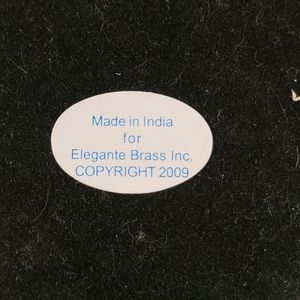 Made in India
for
Elegante Brass Inc.
COPYRIGHT 2009